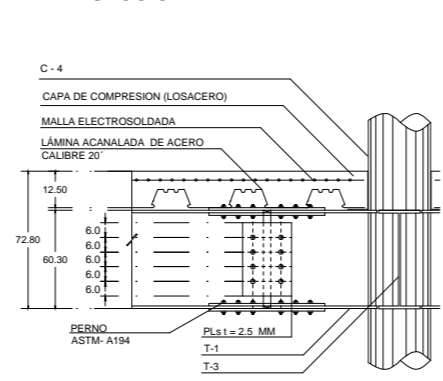 C - 4
CAPA DE COMPRESION (LOSACERO)
MALLA ELECTROSOLDADA
LÁMINA ACANALADA DE ACERO
CALIBRE 20´
12.50
72.80
60.30
6.0
6.0
6.0
6.0
6.0
PERNO
ASTM- A194
PLs t = 2.5 MM
T-1
T-3